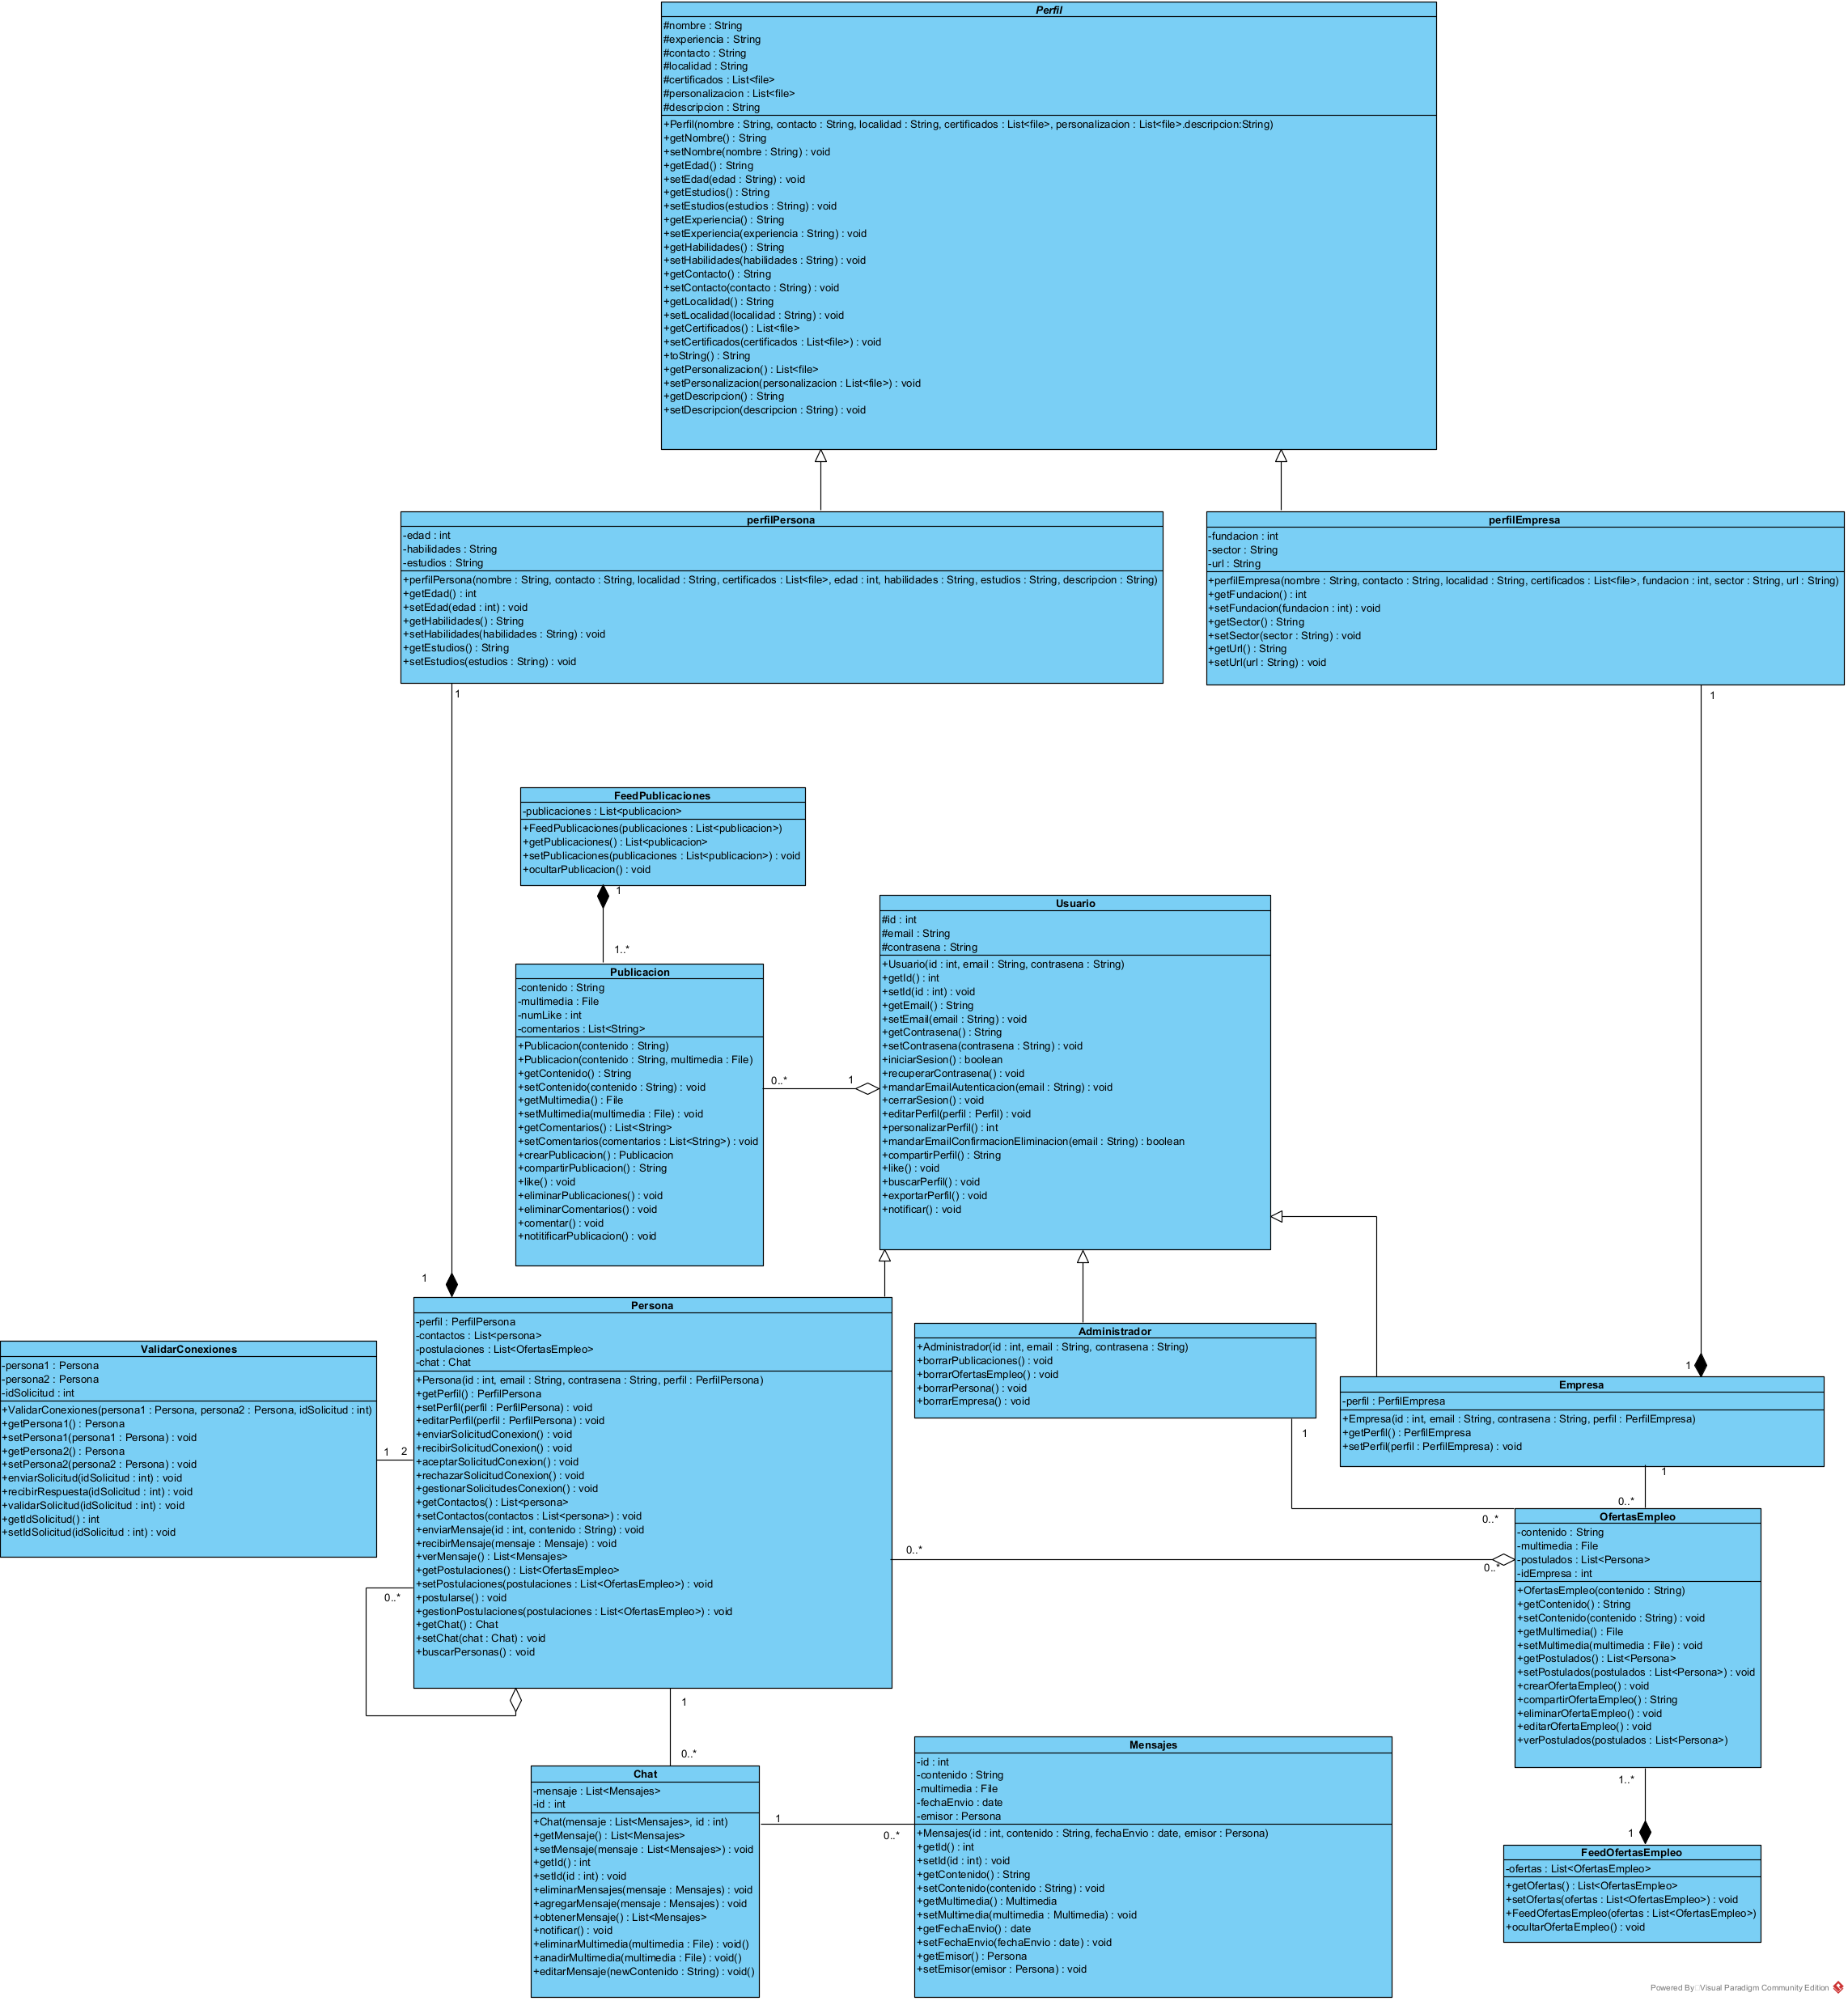 Perfil
#nombre : String
#experiencia : String
#contacto : String
#localidad : String
#certificados : List<file>
#personalizacion : List<file>
#descripcion : String
+Perfil(nombre : String, contacto : String, localidad : String, certificados : List<file>, personalizacion : List<file>.descripcion:String)
+getNombre() : String
+setNombre(nombre : String) : void
+getEdad() : String
+setEdad(edad : String) : void
+getEstudios() : String
+setEstudios(estudios : String) : void
+getExperiencia() : String
+setExperiencia(experiencia : String) : void
+getHabilidades() : String
+setHabilidades(habilidades : String) : void
+getContacto() : String
+setContacto(contacto : String) : void
+getLocalidad() : String
+setLocalidad(localidad : String) : void
+getCertificados() : List<file>
+setCertificados(certificados : List<file>) : void
+toString() : String
+getPersonalizacion() : List<file>
+setPersonalizacion(personalizacion : List<file>) : void
+getDescripcion() : String
+setDescripcion(descripcion : String) : void
perfilPersona
-edad : int
-habilidades : String
-estudios : String
+perfilPersona(nombre : String, contacto : String, localidad : String, certificados : List<file>, edad : int, habilidades : String, estudios : String, descripcion : String)
+getEdad() : int
+setEdad(edad : int) : void
+getHabilidades() : String
+setHabilidades(habilidades : String) : void
+getEstudios() : String
+setEstudios(estudios : String) : void
1
perfilEmpresa
-fundacion : int
-sector : String
-url : String
+perfilEmpresa(nombre : String, contacto : String, localidad : String, certificados : List<file>, fundacion : int, sector : String, url : String)
+getFundacion() : int
+setFundacion(fundacion : int) : void
+getSector() : String
+setSector(sector : String) : void
+getUrl() : String
+setUrl(url : String) : void
1
FeedPublicaciones
-publicaciones : List<publicacion>
+FeedPublicaciones(publicaciones : List<publicacion>)
+getPublicaciones() : List<publicacion>
+setPublicaciones(publicaciones : List<publicacion>) : void
+ocultarPublicacion() : void
1
1..*
Publicacion
-contenido : String
-multimedia : File
-numLike : int
-comentarios : List<String>
+Publicacion(contenido : String)
+Publicacion(contenido : String, multimedia : File)
+getContenido() : String
+setContenido(contenido : String) : void
+getMultimedia() : File
+setMultimedia(multimedia : File) : void
+getComentarios() : List<String>
+setComentarios(comentarios : List<String>) : void
+crearPublicacion() : Publicacion
+compartirPublicacion() : String
+like() : void
+eliminarPublicaciones() : void
+eliminarComentarios() : void
+comentar() : void
+notitificarPublicacion() : void
0..*
1
Usuario
#id : int
#email : String
#contrasena : String
+Usuario(id : int, email : String, contrasena : String)
+getId() : int
+setId(id : int) : void
+getEmail() : String
+setEmail(email : String) : void
+getContrasena() : String
+setContrasena(contrasena : String) : void
+iniciarSesion() : boolean
+recuperarContrasena() : void
+mandarEmailAutenticacion(email : String) : void
+cerrarSesion() : void
+editarPerfil(perfil : Perfil) : void
+personalizarPerfil() : int
+mandarEmailConfirmacionEliminacion(email : String) : boolean
+compartirPerfil() : String
+like() : void
+buscarPerfil() : void
+exportarPerfil() : void
+notificar() : void
1
ValidarConexiones
-persona1 : Persona
-persona2 : Persona
-idSolicitud : int
+ValidarConexiones(persona1 : Persona, persona2 : Persona, idSolicitud : int)
+getPersona1() : Persona
+setPersona1(persona1 : Persona) : void
+getPersona2() : Persona
+setPersona2(persona2 : Persona) : void
+enviarSolicitud(idSolicitud : int) : void
+recibirRespuesta(idSolicitud : int) : void
+validarSolicitud(idSolicitud : int) : void
+getIdSolicitud() : int
+setIdSolicitud(idSolicitud : int) : void
1
2
Persona
-perfil : PerfilPersona
-contactos : List<persona>
-postulaciones : List<OfertasEmpleo>
-chat : Chat
+Persona(id : int, email : String, contrasena : String, perfil : PerfilPersona)
+getPerfil() : PerfilPersona
+setPerfil(perfil : PerfilPersona) : void
+editarPerfil(perfil : PerfilPersona) : void
+enviarSolicitudConexion() : void
+recibirSolicitudConexion() : void
+aceptarSolicitudConexion() : void
+rechazarSolicitudConexion() : void
+gestionarSolicitudesConexion() : void
+getContactos() : List<persona>
+setContactos(contactos : List<persona>) : void
+enviarMensaje(id : int, contenido : String) : void
+recibirMensaje(mensaje : Mensaje) : void
+verMensaje() : List<Mensajes>
+getPostulaciones() : List<OfertasEmpleo>
+setPostulaciones(postulaciones : List<OfertasEmpleo>) : void
+postularse() : void
+gestionPostulaciones(postulaciones : List<OfertasEmpleo>) : void
+getChat() : Chat
+setChat(chat : Chat) : void
+buscarPersonas() : void
0..*
1
0..*
Administrador
+Administrador(id : int, email : String, contrasena : String)
+borrarPublicaciones() : void
+borrarOfertasEmpleo() : void
+borrarPersona() : void
+borrarEmpresa() : void
1
0..*
1
Empresa
-perfil : PerfilEmpresa
+Empresa(id : int, email : String, contrasena : String, perfil : PerfilEmpresa)
+getPerfil() : PerfilEmpresa
+setPerfil(perfil : PerfilEmpresa) : void
1
0..*
0..*
0..*
OfertasEmpleo
-contenido : String
-multimedia : File
-postulados : List<Persona>
-idEmpresa : int
+OfertasEmpleo(contenido : String)
+getContenido() : String
+setContenido(contenido : String) : void
+getMultimedia() : File
+setMultimedia(multimedia : File) : void
+getPostulados() : List<Persona>
+setPostulados(postulados : List<Persona>) : void
+crearOfertaEmpleo() : void
+compartirOfertaEmpleo() : String
+eliminarOfertaEmpleo() : void
+editarOfertaEmpleo() : void
+verPostulados(postulados : List<Persona>)
1..*
1
Chat
-mensaje : List<Mensajes>
-id : int
+Chat(mensaje : List<Mensajes>, id : int)
+getMensaje() : List<Mensajes>
+setMensaje(mensaje : List<Mensajes>) : void
+getId() : int
+setId(id : int) : void
+eliminarMensajes(mensaje : Mensajes) : void
+agregarMensaje(mensaje : Mensajes) : void
+obtenerMensaje() : List<Mensajes>
+notificar() : void
+eliminarMultimedia(multimedia : File) : void()
+anadirMultimedia(multimedia : File) : void()
+editarMensaje(newContenido : String) : void()
1
0..*
Mensajes
-id : int
-contenido : String
-multimedia : File
-fechaEnvio : date
-emisor : Persona
+Mensajes(id : int, contenido : String, fechaEnvio : date, emisor : Persona)
+getId() : int
+setId(id : int) : void
+getContenido() : String
+setContenido(contenido : String) : void
+getMultimedia() : Multimedia
+setMultimedia(multimedia : Multimedia) : void
+getFechaEnvio() : date
+setFechaEnvio(fechaEnvio : date) : void
+getEmisor() : Persona
+setEmisor(emisor : Persona) : void
FeedOfertasEmpleo
-ofertas : List<OfertasEmpleo>
+getOfertas() : List<OfertasEmpleo>
+setOfertas(ofertas : List<OfertasEmpleo>) : void
+FeedOfertasEmpleo(ofertas : List<OfertasEmpleo>)
+ocultarOfertaEmpleo() : void
Powered By: Visual Paradigm Community Edition